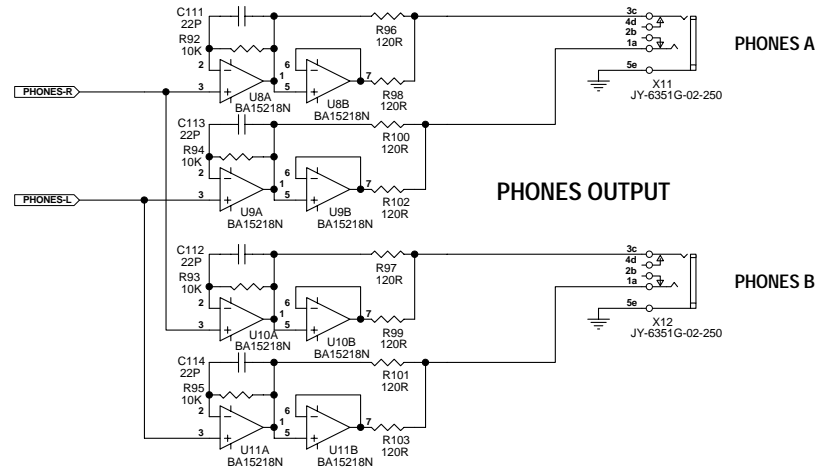 C111
22P
R92
10K
R96
120R
2
3
1
U8A
BA15218N
6
5
7
U8B
BA15218N
R98
120R
3c
4d
2b
1a
5e
X11
JY-6351G-02-250
PHONES A
PHONES-R
C113
22P
R94
10K
R100
120R
2
3
1
U9A
BA15218N
6
5
7
U9B
BA15218N
R102
120R
PHONES-L
PHONES OUTPUT
C112
22P
R93
10K
R97
120R
2
3
1
U10A
BA15218N
6
5
7
U10B
BA15218N
R99
120R
3c
4d
2b
1a
5e
X12
JY-6351G-02-250
PHONES B
C114
22P
R95
10K
R101
120R
2
3
1
U11A
BA15218N
6
5
7
U11B
BA15218N
R103
120R